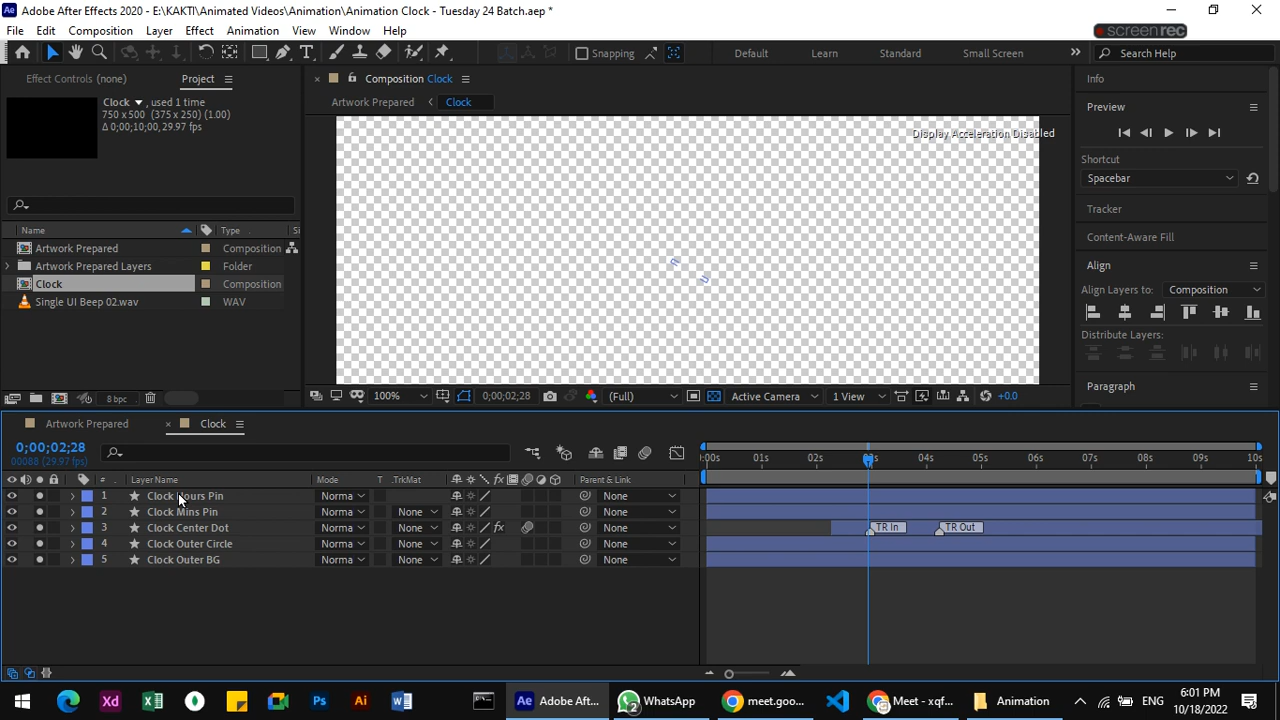 Adobe After Effects 2020 - E:\KAKTI\Animated Videos\Animation\Animation Clock - Tuesday 24 Batch.aep *
File Edit Composition Layer Effect Animation View Window Help
screenrec
Snapping Default Learn Standard Small Screen Search Help
Effect Controls (none) Project
Composition Clock
Info
Clock , used 1 time
750 x 500 (375 x 250) (1.00)
Δ 0;00;10;00, 29.97 fps
Artwork Prepared Clock
Preview
Display Acceleration Disabled
Shortcut
Spacebar
Tracker
Content-Aware Fill
Align
Align Layers to: Composition
Distribute Layers:
Paragraph
Name Type Si
Artwork Prepared Composition
Artwork Prepared Layers Folder
Clock Composition
Single UI Beep 02.wav WAV
8 bpc
100% 0;00;02;28 (Full) Active Camera 1 View +0.0
Artwork Prepared Clock
0;00;02;28
00088 (29.97 fps)
:00s 01s 02s 03s 04s 05s 06s 07s 08s 09s 10s
# Layer Name Mode T .TrkMat Parent & Link
1 Clock Hours Pin Norma None
2 Clock Mins Pin Norma None None
3 Clock Center Dot Norma None None TR In TR Out
4 Clock Outer Circle Norma None None
5 Clock Outer BG Norma None None
Xd Ps Ai Ae Adobe Aft... 2 WhatsApp meet.goo... Meet - xqf... Animation ENG 6:01 PM
10/18/2022